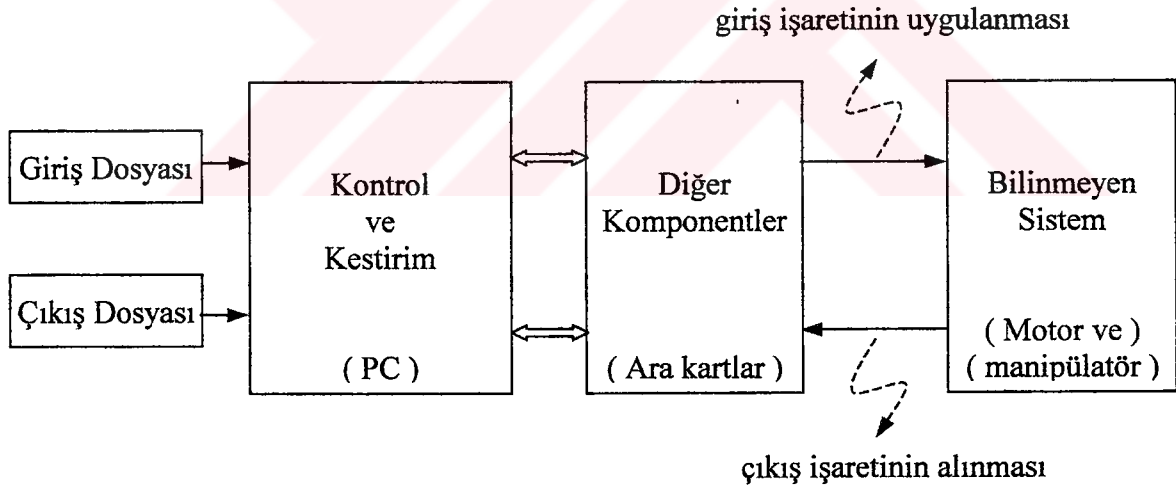 giriş işaretinin uygulanması
Giriş Dosyası
Çıkış Dosyası
Kontrol
ve
Kestirim
( PC )
Diğer
Komponentler
( Ara kartlar )
Bilinmeyen
Sistem
( Motor ve )
( manipülatör )
çıkış işaretinin alınması